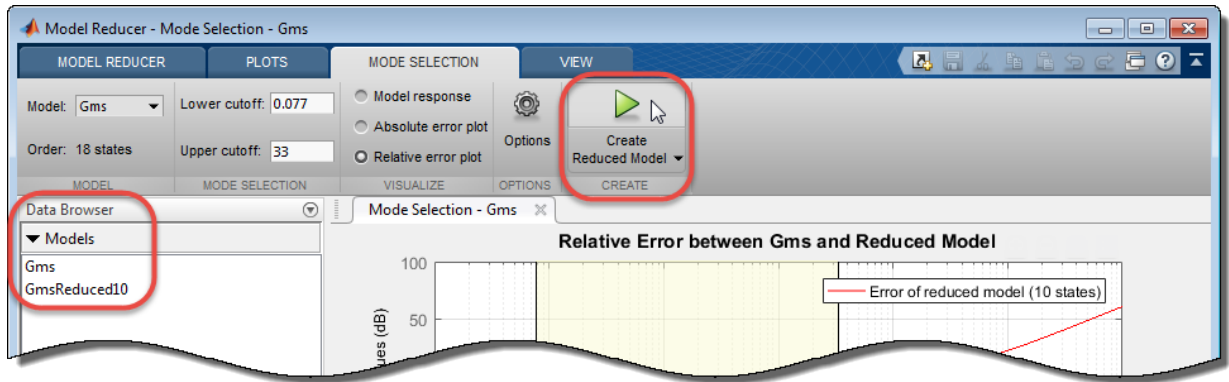 Model Reducer - Mode Selection - Gms
MODEL REDUCER
PLOTS
MODE SELECTION
VIEW
Model: Gms
Order: 18 states
MODEL
Lower cutoff: 0.077
Upper cutoff: 33
MODE SELECTION
Model response
Absolute error plot
Relative error plot
VISUALIZE
Options
OPTIONS
Create
Reduced Model
CREATE
Data Browser
Models
Gms
GmsReduced10
Mode Selection - Gms
Relative Error between Gms and Reduced Model
100
50
(dB)
Error of reduced model (10 states)